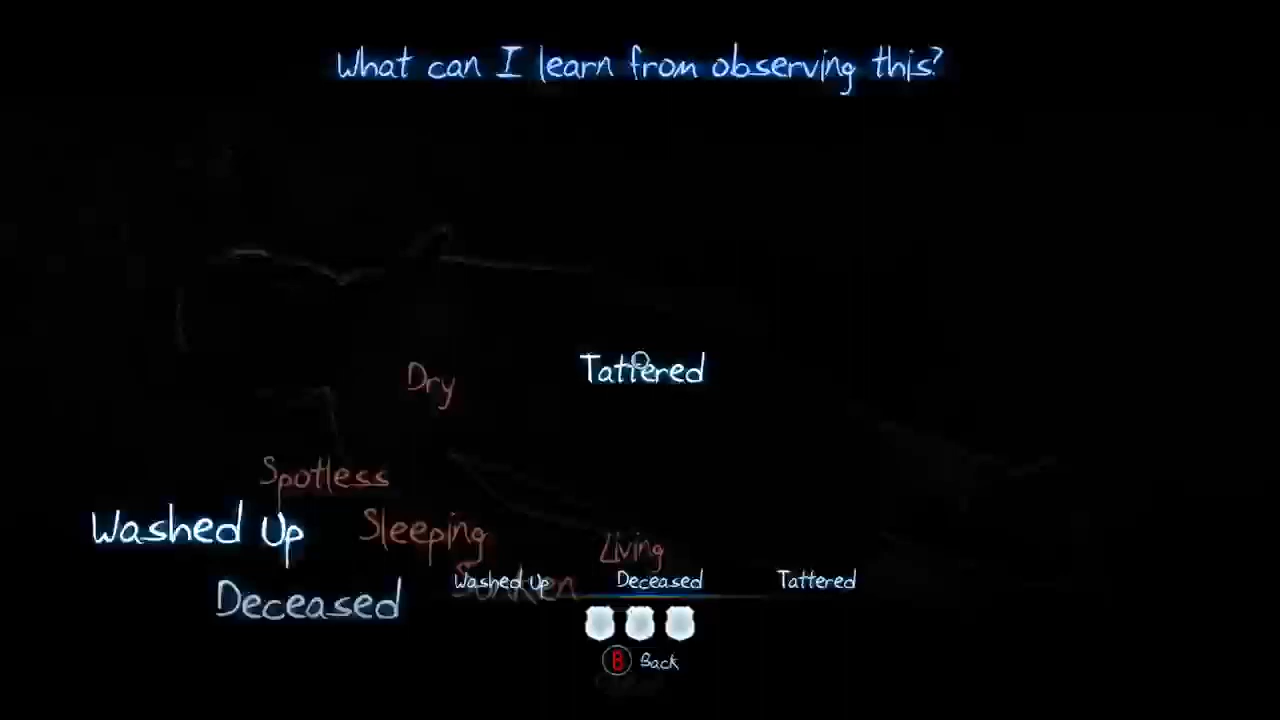 What can I learn from observing this?
Tattered
Dry
Spotless
Washed Up
Sleeping
Living
Deceased
Sunken
Washed Up
Deceased
Tattered
B Back